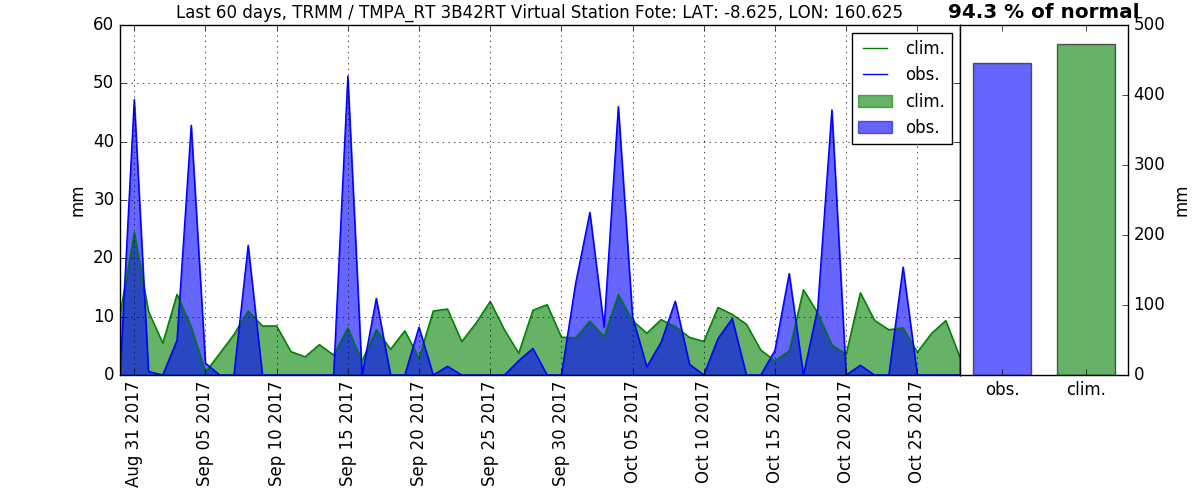 Last 60 days, TRMM / TMPA_RT 3B42RT Virtual Station Fote: LAT: -8.625, LON: 160.625
94.3 % of normal
60
50
40
30
20
10
0
mm
clim.
obs.
clim.
obs.
500
400
300
200
100
0
mm
obs.
clim.
Aug 31 2017
Sep 05 2017
Sep 10 2017
Sep 15 2017
Sep 20 2017
Sep 25 2017
Sep 30 2017
Oct 05 2017
Oct 10 2017
Oct 15 2017
Oct 20 2017
Oct 25 2017